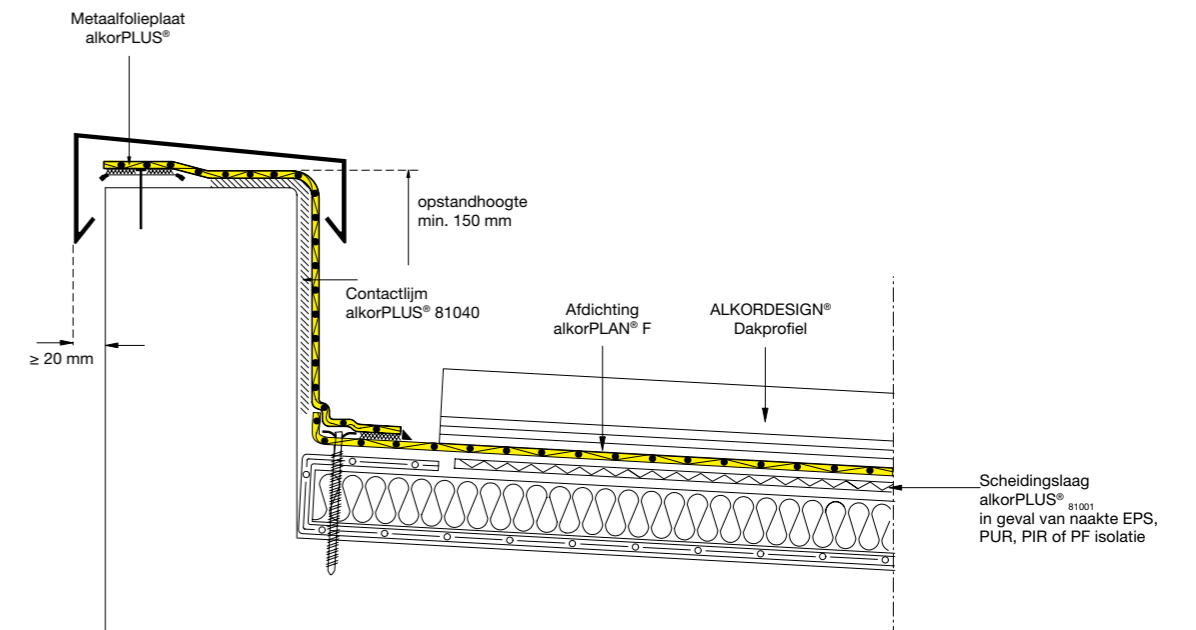 Metaalfolieplaat
alkorPLUS®
opstandhoogte
min. 150 mm
Contactlijm
alkorPLUS® 81040
≥ 20 mm
Afdichting
alkorPLAN® F
ALKORDESIGN®
Dakprofiel
Scheidingslaag
alkorPLUS® 81001
in geval van naakte EPS,
PUR, PIR of PF isolatie